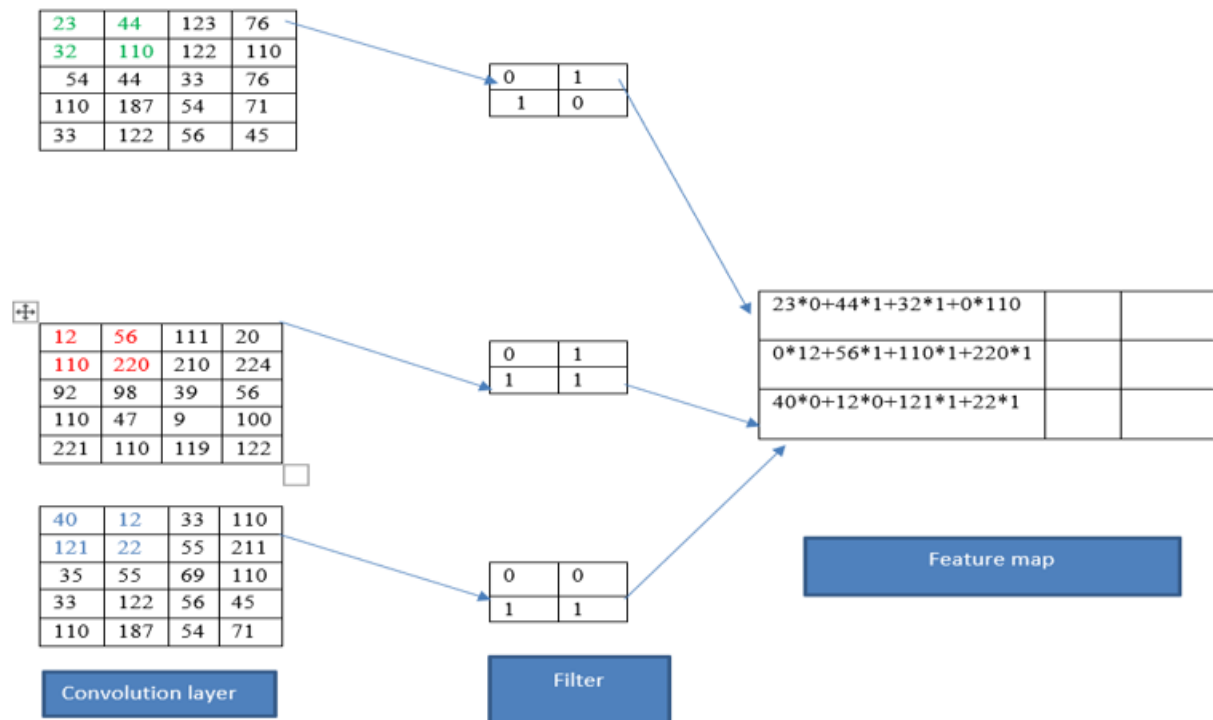 23 44 123 76
32 110 122 110
54 44 33 76
110 187 54 71
33 122 56 45
0 1
1 0
12 56 111 20
110 220 210 224
92 98 39 56
110 47 9 100
221 110 119 122
0 1
1 1
23*0+44*1+32*1+0*110
0*12+56*1+110*1+220*1
40*0+12*0+121*1+22*1
40 12 33 110
121 22 55 211
35 55 69 110
33 122 56 45
110 187 54 71
0 0
1 1
Feature map
Convolution layer
Filter